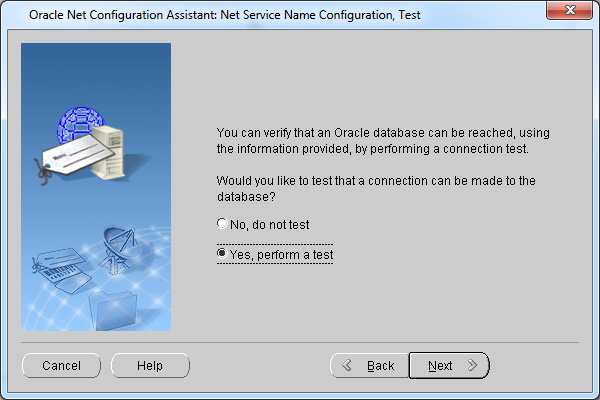 Oracle Net Configuration Assistant: Net Service Name Configuration, Test
You can verify that an Oracle database can be reached, using
the information provided, by performing a connection test.
Would you like to test that a connection can be made to the
database?
No, do not test
Yes, perform a test
Cancel
Help
Back
Next